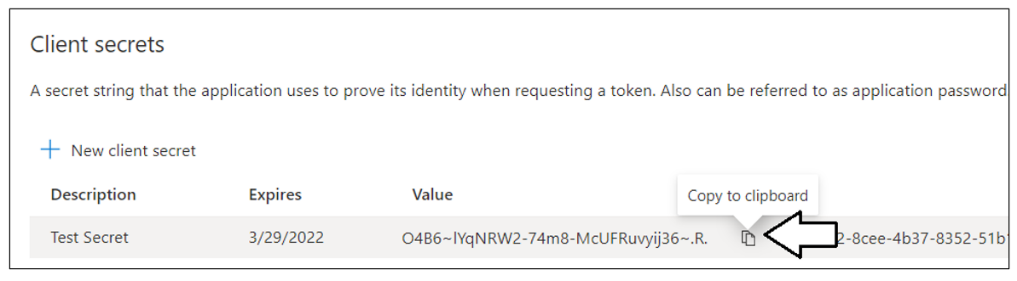 Client secrets
A secret string that the application uses to prove its identity when requesting a token. Also can be referred to as application password
New client secret
Description Expires Value
Copy to clipboard
Test Secret 3/29/2022 O4B6~lYqNRW2-74m8-McUFRuvyij36~.R. 2-8cee-4b37-8352-51b